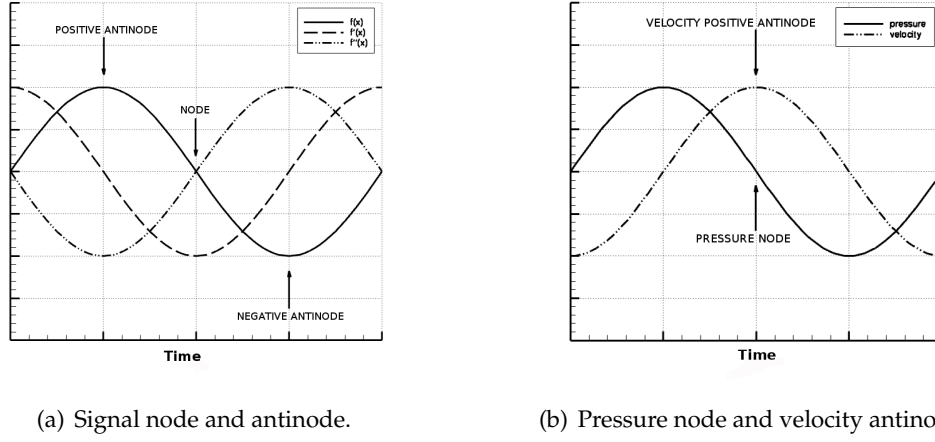 POSITIVE ANTINODE
f(x)
f'(x)
f''(x)
NODE
NEGATIVE ANTINODE
Time
(a) Signal node and antinode.
VELOCITY POSITIVE ANTINODE
pressure
velocity
PRESSURE NODE
Time
(b) Pressure node and velocity antino